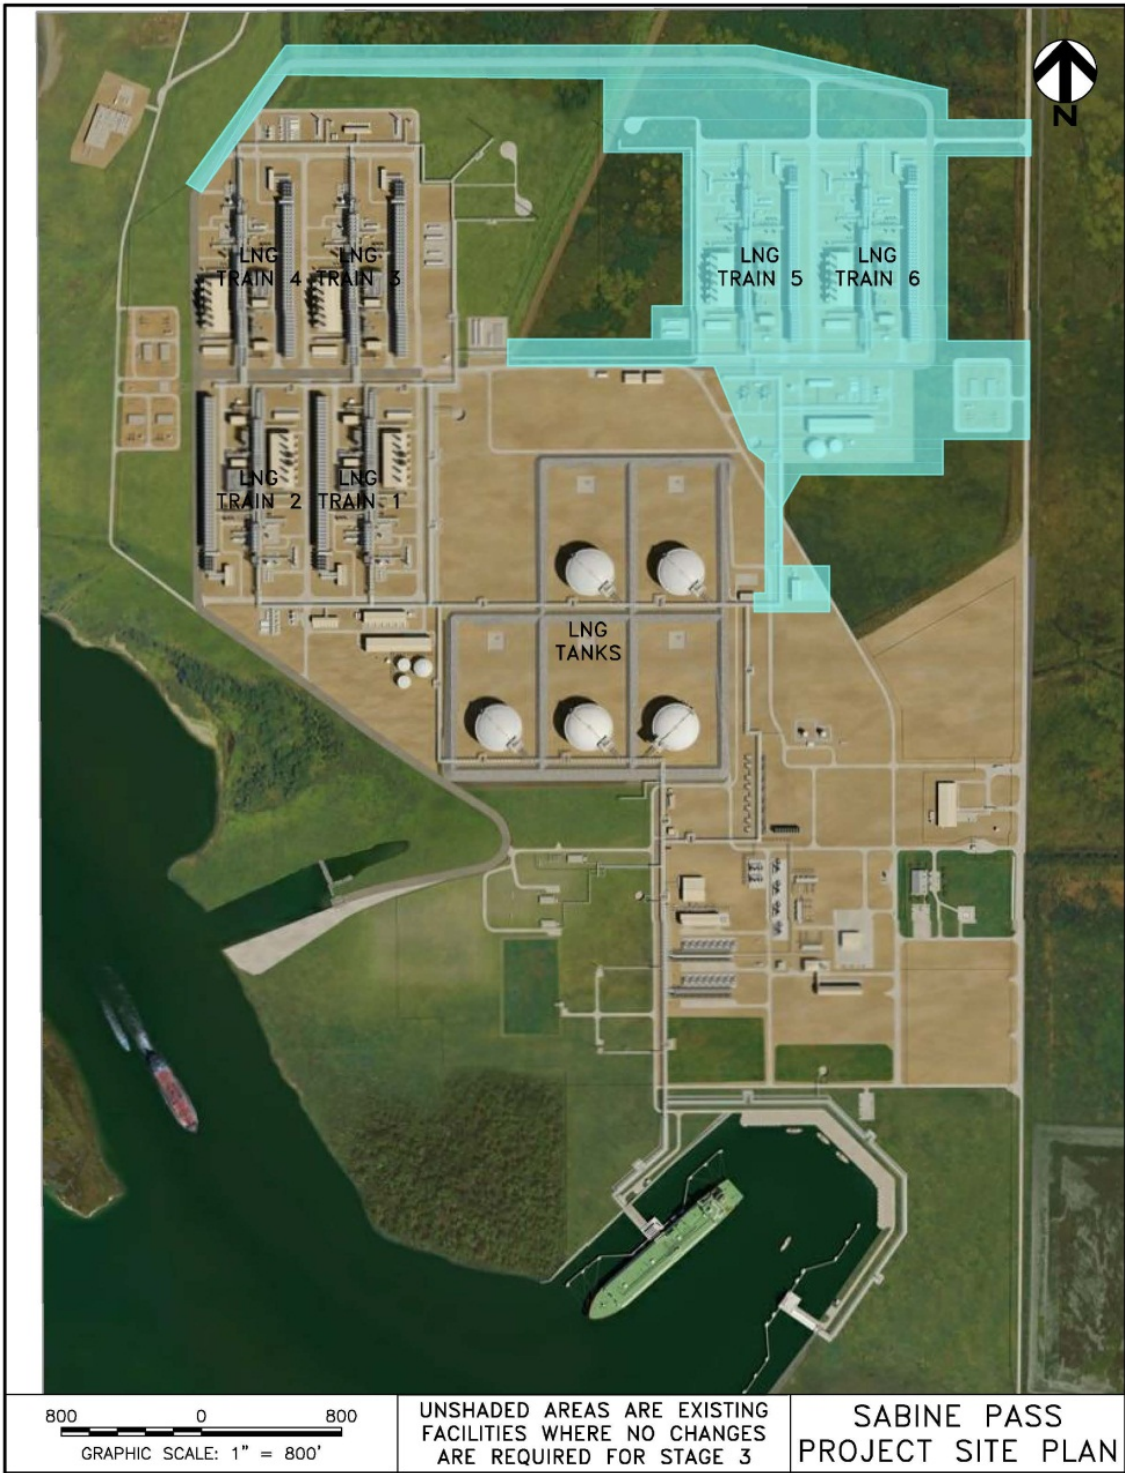 N
LNG
TRAIN 4
LNG
TRAIN 3
LNG
TRAIN 5
LNG
TRAIN 6
LNG
TRAIN 2
LNG
TRAIN 1
LNG
TANKS
800 0 800
GRAPHIC SCALE: 1" = 800'
UNSHADED AREAS ARE EXISTING
FACILITIES WHERE NO CHANGES
ARE REQUIRED FOR STAGE 3
SABINE PASS
PROJECT SITE PLAN